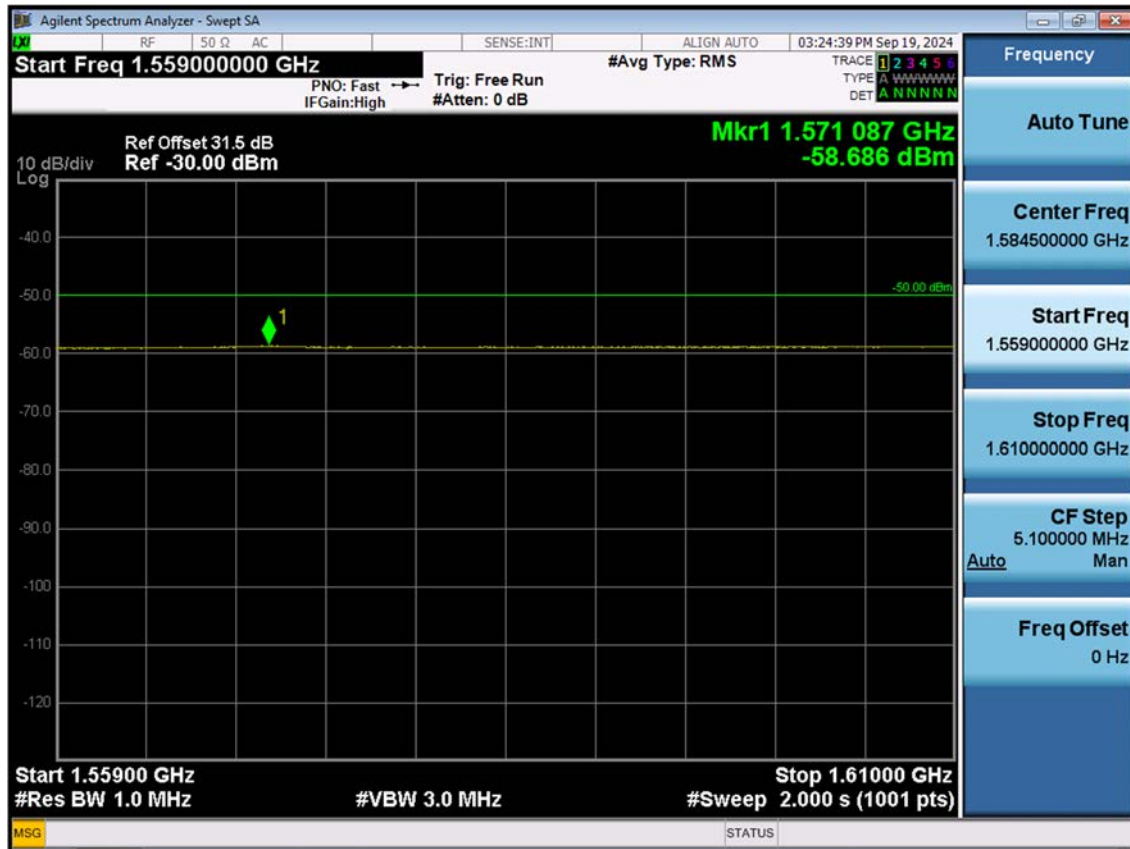 Agilent Spectrum Analyzer - Swept SA
LXI RF 50 Ω AC SENSE:INT ALIGN AUTO 03:24:39 PM Sep 19, 2024
Start Freq 1.559000000 GHz
#Avg Type: RMS
TRACE 1 2 3 4 5 6
PNO: Fast
Trig: Free Run
TYPE A WWWWW
IFGain:High
#Atten: 0 dB
DET A N N N N N
Mkr1 1.571 087 GHz
-58.686 dBm
Ref Offset 31.5 dB
10 dB/div Ref -30.00 dBm
Log
-40.0
-50.0
-50.00 dBm
1
-60.0
-70.0
-80.0
-90.0
-100
-110
-120
Start 1.55900 GHz Stop 1.61000 GHz
#Res BW 1.0 MHz #VBW 3.0 MHz #Sweep 2.000 s (1001 pts)
MSG STATUS
Frequency
Auto Tune
Center Freq
1.584500000 GHz
Start Freq
1.559000000 GHz
Stop Freq
1.610000000 GHz
CF Step
5.100000 MHz
Auto Man
Freq Offset
0 Hz